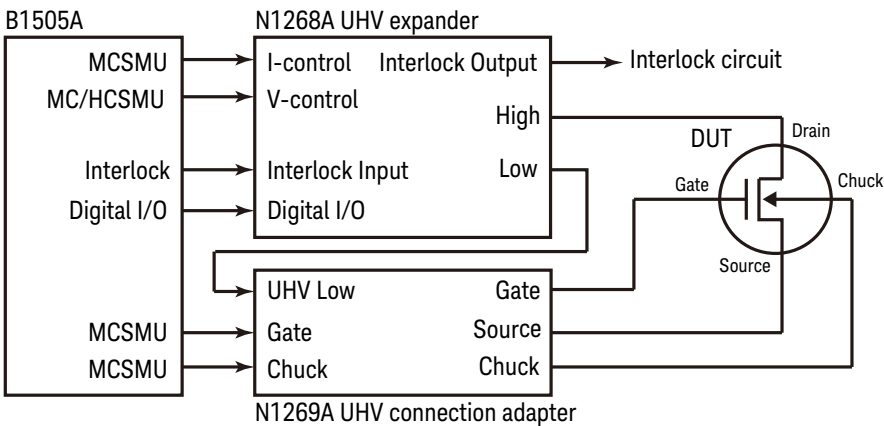 B1505A
N1268A UHV expander
MCSMU
I-control
Interlock Output
Interlock circuit
MC/HCSMU
V-control
High
DUT
Drain
Interlock
Interlock Input
Low
Gate
Chuck
Digital I/O
Digital I/O
Source
UHV Low
Gate
MCSMU
Gate
Source
MCSMU
Chuck
Chuck
N1269A UHV connection adapter